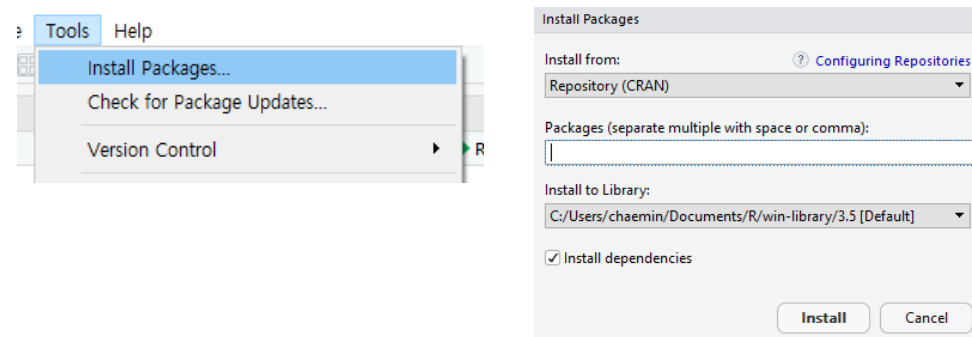 Tools Help
Install Packages...
Check for Package Updates...
Version Control
Install Packages
Install from:
? Configuring Repositories
Repository (CRAN)
Packages (separate multiple with space or comma):
Install to Library:
C:/Users/chaemin/Documents/R/win-library/3.5 [Default]
Install dependencies
Install Cancel